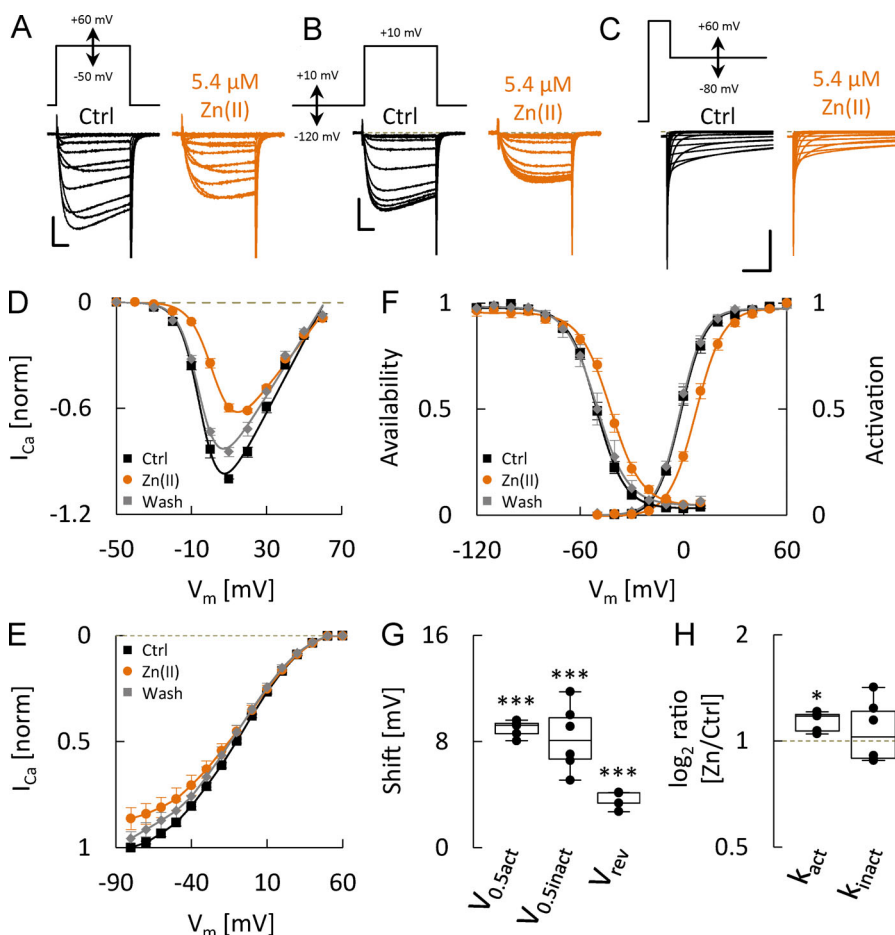 A
+60 mV
-50 mV
Ctrl
5.4 µM
Zn(II)
B
+10 mV
+10 mV
-120 mV
Ctrl
5.4 µM
Zn(II)
C
+60 mV
-80 mV
Ctrl
5.4 µM
Zn(II)
D
0
-0.6
-1.2
I_Ca [norm]
Ctrl
Zn(II)
Wash
-50
-10
30
70
V_m [mV]
F
1
0.5
0
Availability
Ctrl
Zn(II)
Wash
1
0.5
0
Activation
-120
-60
0
60
V_m [mV]
E
0
0.5
1
I_Ca [norm]
Ctrl
Zn(II)
Wash
-90
-40
10
60
V_m [mV]
G
16
8
0
Shift [mV]
***
***
***
V_0.5act
V_0.5inact
V_rev
H
2
1
0.5
log_2 ratio
[Zn/Ctrl]
*
k_act
k_inact